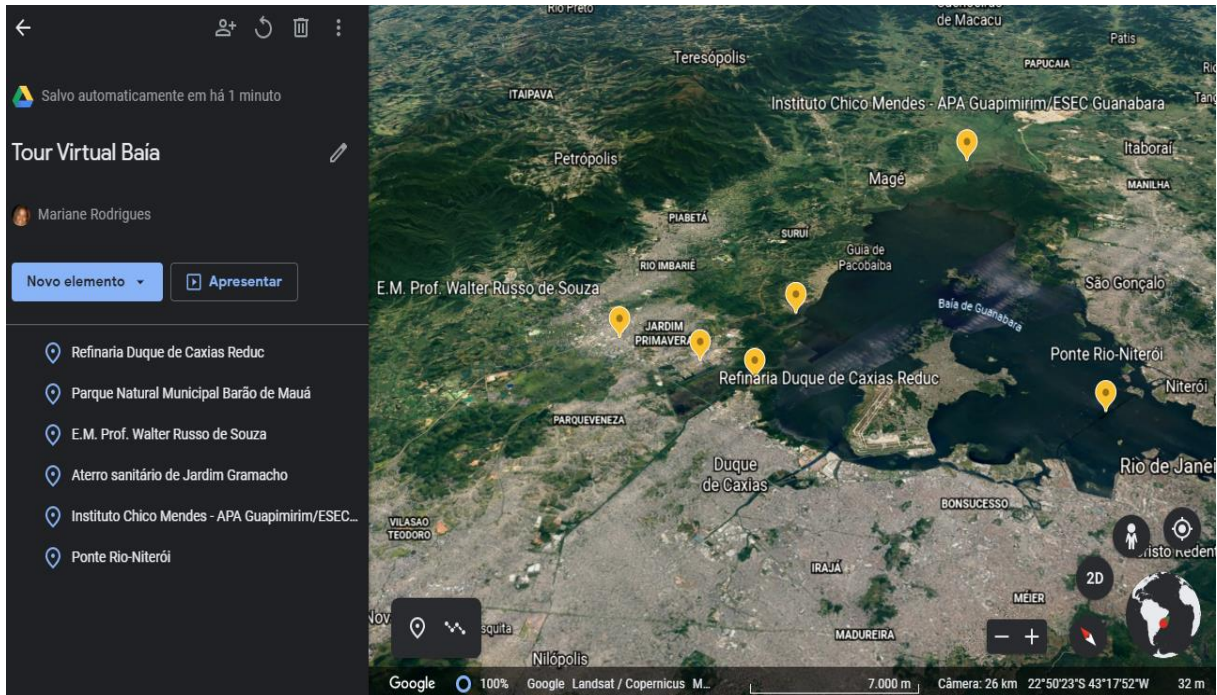 Salvo automaticamente em há 1 minuto
Tour Virtual Baía
Mariane Rodrigues
Novo elemento
Apresentar
Refinaria Duque de Caxias Reduc
Parque Natural Municipal Barão de Mauá
E.M. Prof. Walter Russo de Souza
Aterro sanitário de Jardim Gramacho
Instituto Chico Mendes - APA Guapimirim/ESEC...
Ponte Rio-Niterói
Rio Preto
de Macacu
Patis
Teresópolis
PAPUCAIA
ITAIPAVA
Instituto Chico Mendes - APA Guapimirim/ESEC Guanabara
Petrópolis
Itaboraí
Magé
MANILHA
PIABETÁ
SURUÍ
Guia de
Pacobaíba
RIO IMBARIÊ
São Gonçalo
E.M. Prof. Walter Russo de Souza
Baía de Guanabara
JARDIM
PRIMAVERA
Ponte Rio-Niterói
Refinaria Duque de Caxias Reduc
Niterói
PARQUEVENEZA
Duque
de Caxias
Rio de Janei
BONSUCESSO
VILASAO
TEODORO
IRAJÁ
risto Redent
2D
MÉIER
Nov
squita
MADUREIRA
Nilópolis
Google 100% Google Landsat / Copernicus M... 7.000 m Câmera: 26 km 22°50'23"S 43°17'52"W 32 m